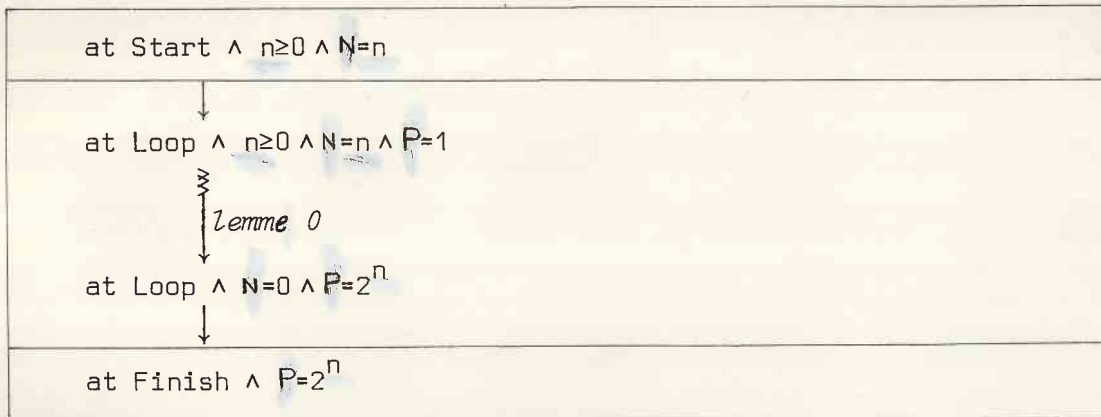 at Start ∧ n≥0 ∧ N=n
at Loop ∧ n≥0 ∧ N=n ∧ P=1
lemme 0
at Loop ∧ N=0 ∧ P=2ⁿ
at Finish ∧ P=2ⁿ